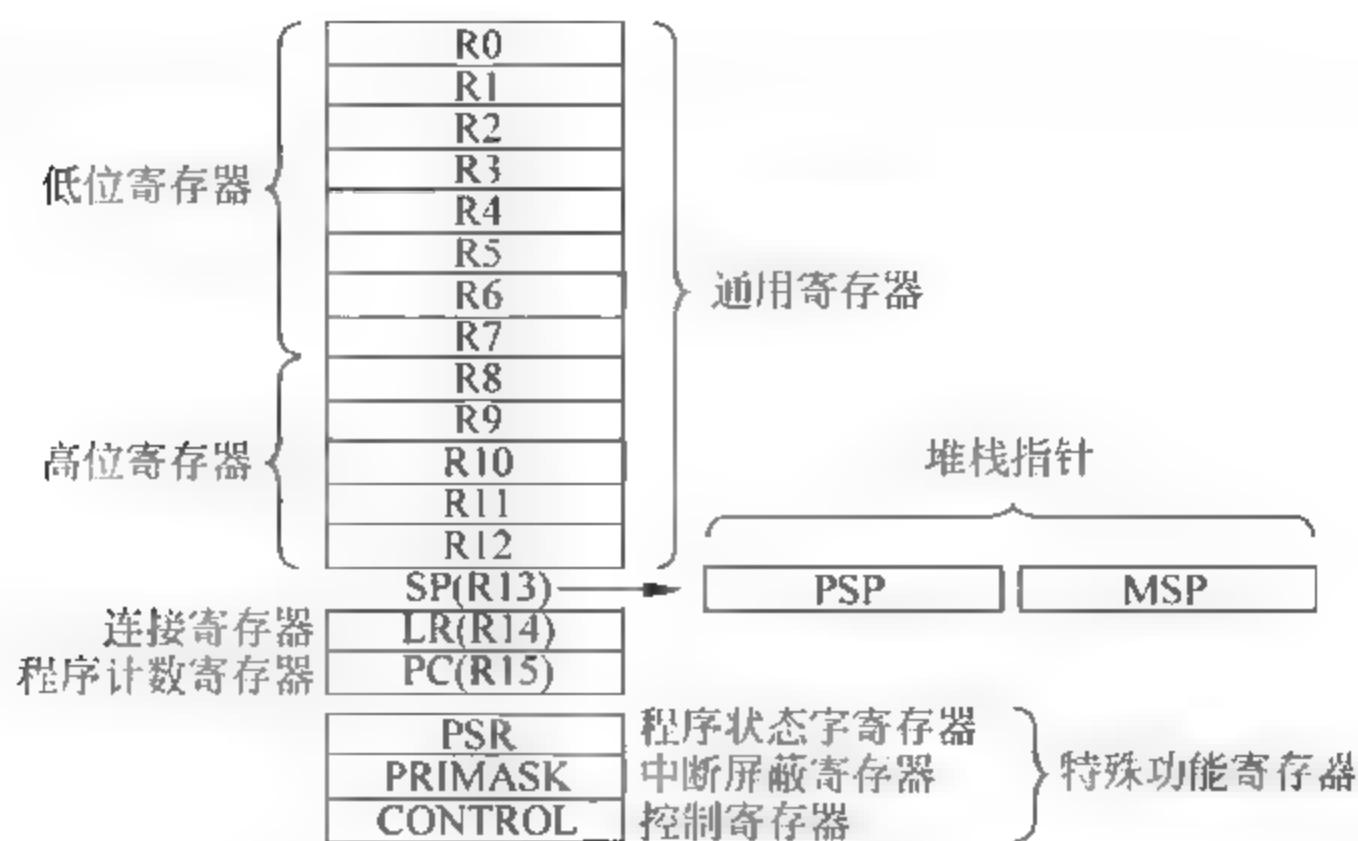 R0
R1
R2
R3
低位寄存器
R4
R5
R6
通用寄存器
R7
R8
R9
高位寄存器
R10
堆栈指针
R11
R12
SP(R13)
PSP
MSP
连接寄存器
LR(R14)
程序计数寄存器
PC(R15)
PSR
程序状态字寄存器
PRIMASK
中断屏蔽寄存器
特殊功能寄存器
CONTROL
控制寄存器